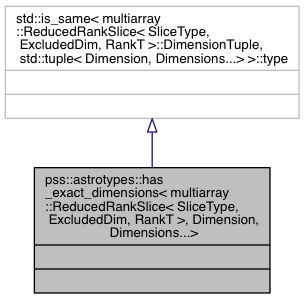 std::is_same< multiarray
::ReducedRankSlice< SliceType,
ExcludedDim, RankT >::DimensionTuple,
std::tuple< Dimension, Dimensions...> >::type
pss::astrotypes::has
_exact_dimensions< multiarray
::ReducedRankSlice< SliceType,
ExcludedDim, RankT >, Dimension,
Dimensions...>